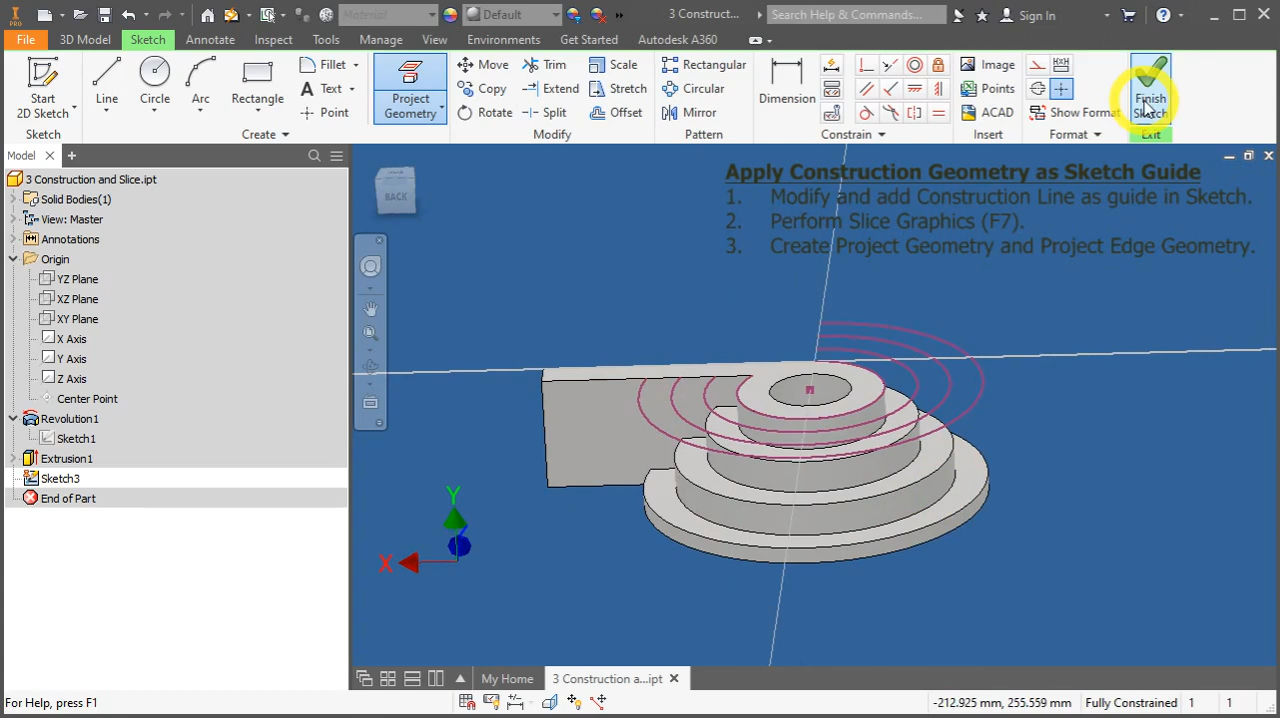 PRO
Material
Default
3 Construct...
Search Help & Commands...
Sign In
File
3D Model
Sketch
Annotate
Inspect
Tools
Manage
View
Environments
Get Started
Autodesk A360
Start
2D Sketch
Line
Circle
Arc
Rectangle
Fillet
Text
Point
Project
Geometry
Move
Copy
Rotate
Trim
Extend
Split
Scale
Stretch
Offset
Rectangular
Circular
Mirror
Dimension
Image
Points
ACAD
Show Format
Finish
Sketch
Sketch
Create
Modify
Pattern
Constrain
Insert
Format
Exit
Model
3 Construction and Slice.ipt
Solid Bodies(1)
View: Master
Annotations
Origin
YZ Plane
XZ Plane
XY Plane
X Axis
Y Axis
Z Axis
Center Point
Revolution1
Sketch1
Extrusion1
Sketch3
End of Part
BACK
Apply Construction Geometry as Sketch Guide
1. Modify and add Construction Line as guide in Sketch.
2. Perform Slice Graphics (F7).
3. Create Project Geometry and Project Edge Geometry.
Y
Z
X
My Home
3 Construction a...ipt
For Help, press F1
-212.925 mm, 255.559 mm
Fully Constrained
1
1